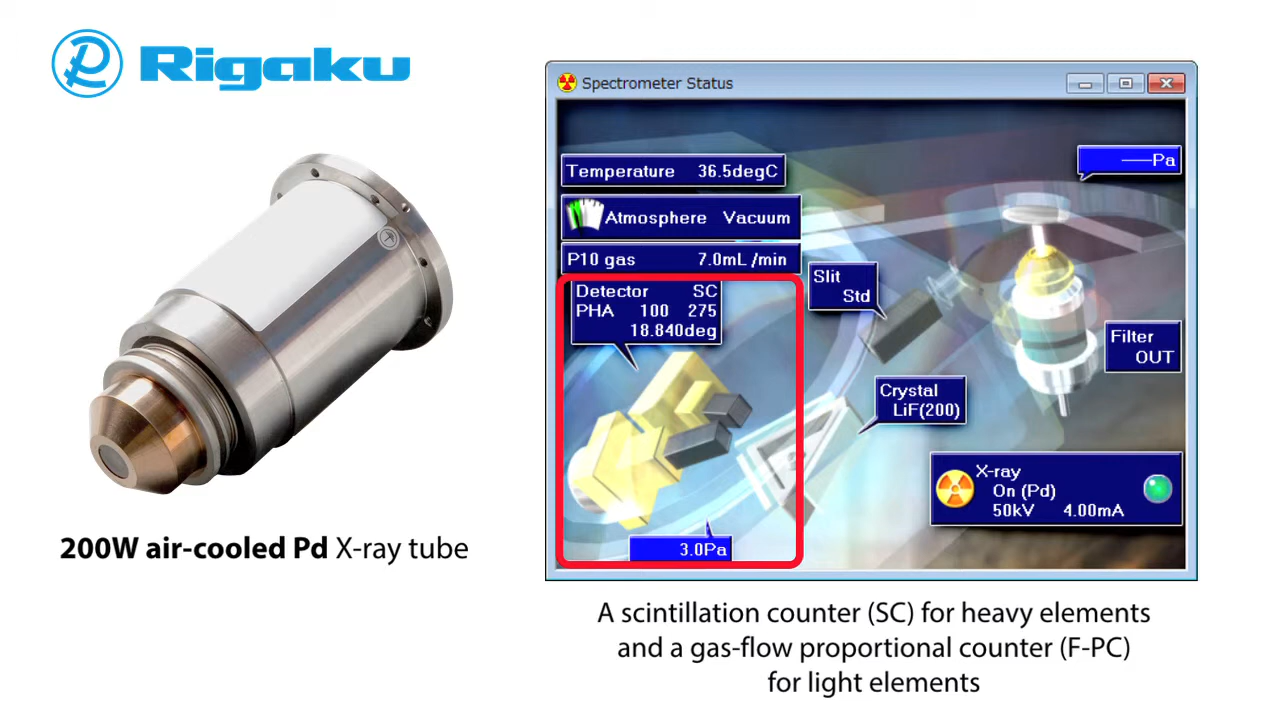 Rigaku
200W air-cooled Pd X-ray tube
Spectrometer Status
Temperature 36.5degC
Atmosphere Vacuum
P10 gas 7.0mL /min
Detector SC
PHA 100 275
18.840deg
3.0Pa
Slit
Std
Crystal
LiF(200)
——Pa
Filter
OUT
X-ray
On (Pd)
50kV 4.00mA
A scintillation counter (SC) for heavy elements
and a gas-flow proportional counter (F-PC)
for light elements